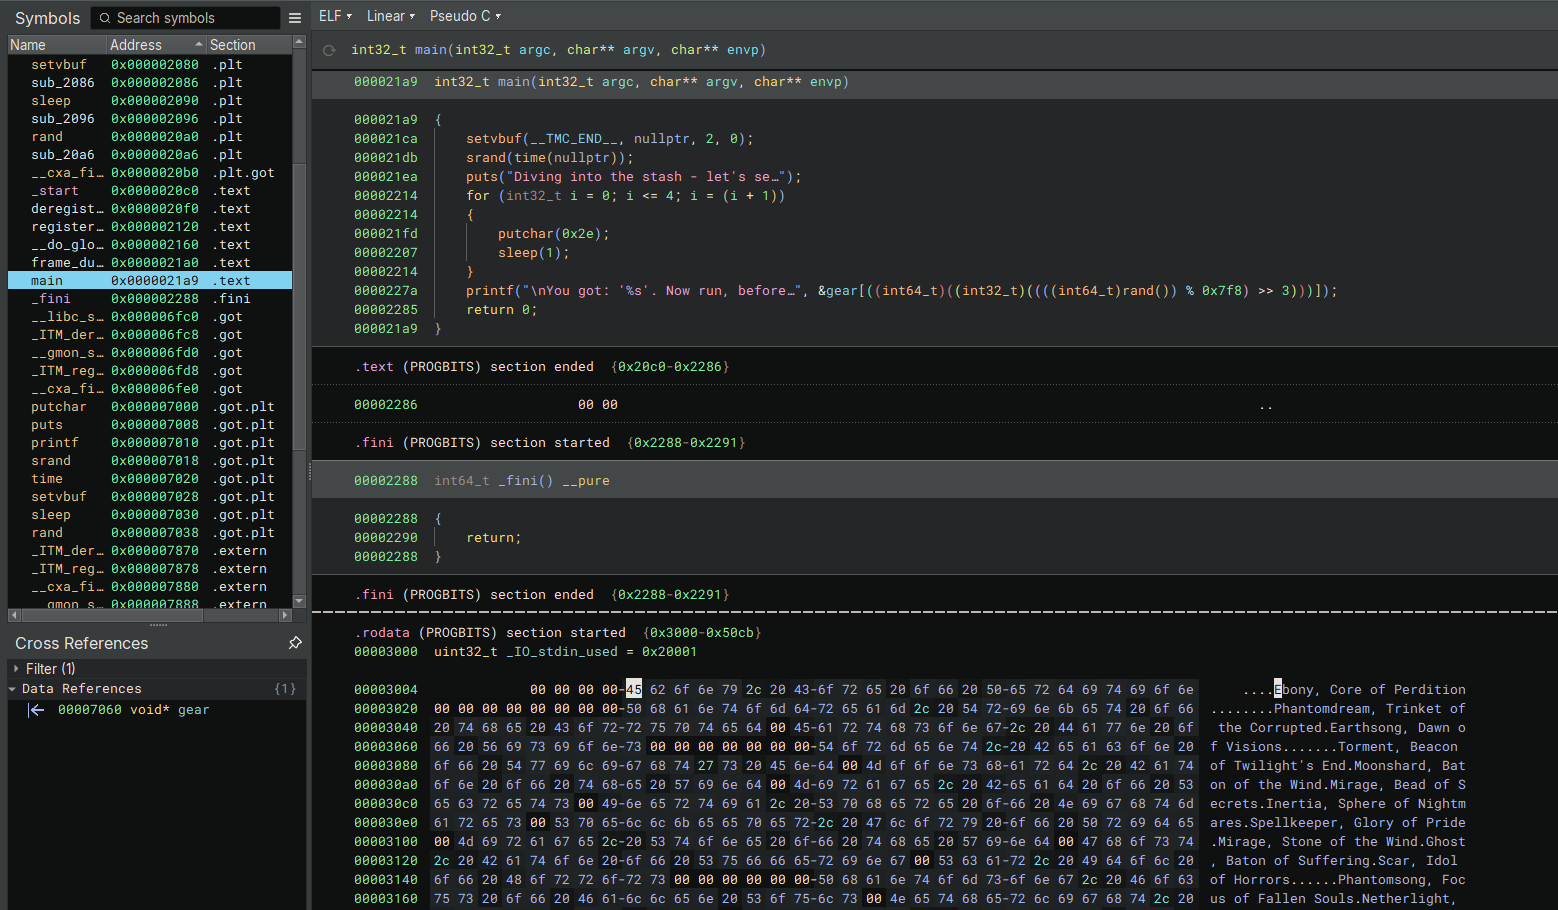 Symbols
Search symbols
Name Address Section
setvbuf 0x000002080 .plt
sub_2086 0x000002086 .plt
sleep 0x000002090 .plt
sub_2096 0x000002096 .plt
rand 0x0000020a0 .plt
sub_20a6 0x0000020a6 .plt
__cxa_fi… 0x0000020b0 .plt.got
_start 0x0000020c0 .text
deregist… 0x0000020f0 .text
register… 0x000002120 .text
__do_glo… 0x000002160 .text
frame_du… 0x0000021a0 .text
main 0x0000021a9 .text
_fini 0x000002288 .fini
__libc_s… 0x000006fc0 .got
_ITM_der… 0x000006fc8 .got
__gmon_s… 0x000006fd0 .got
_ITM_reg… 0x000006fd8 .got
__cxa_fi… 0x000006fe0 .got
putchar 0x000007000 .got.plt
puts 0x000007008 .got.plt
printf 0x000007010 .got.plt
srand 0x000007018 .got.plt
time 0x000007020 .got.plt
setvbuf 0x000007028 .got.plt
sleep 0x000007030 .got.plt
rand 0x000007038 .got.plt
_ITM_der… 0x000007870 .extern
_ITM_reg… 0x000007878 .extern
__cxa_fi… 0x000007880 .extern
__gmon_s… 0x000007888 .extern
Cross References
Filter (1)
Data References {1}
00007060 void* gear
ELF Linear Pseudo C
int32_t main(int32_t argc, char** argv, char** envp)
000021a9 int32_t main(int32_t argc, char** argv, char** envp)
000021a9 {
000021ca setvbuf(__TMC_END__, nullptr, 2, 0);
000021db srand(time(nullptr));
000021ea puts("Diving into the stash - let's se…");
00002214 for (int32_t i = 0; i <= 4; i = (i + 1))
00002214 {
000021fd putchar(0x2e);
00002207 sleep(1);
00002214 }
0000227a printf("\nYou got: '%s'. Now run, before…", &gear[((int64_t)((int32_t)((((int64_t)rand()) % 0x7f8) >> 3)))]);
00002285 return 0;
000021a9 }
.text (PROGBITS) section ended {0x20c0-0x2286}
00002286 00 00 ..
.fini (PROGBITS) section started {0x2288-0x2291}
00002288 int64_t _fini() __pure
00002288 {
00002290 return;
00002288 }
.fini (PROGBITS) section ended {0x2288-0x2291}
.rodata (PROGBITS) section started {0x3000-0x50cb}
00003000 uint32_t _IO_stdin_used = 0x20001
00003004 00 00 00 00-45 62 6f 6e 79 2c 20 43-6f 72 65 20 6f 66 20 50-65 72 64 69 74 69 6f 6e ....Ebony, Core of Perdition
00003020 00 00 00 00 00 00 00 00-50 68 61 6e 74 6f 6d 64-72 65 61 6d 2c 20 54 72-69 6e 6b 65 74 20 6f 66 ........Phantomdream, Trinket of
00003040 20 74 68 65 20 43 6f 72-72 75 70 74 65 64 00 45-61 72 74 68 73 6f 6e 67-2c 20 44 61 77 6e 20 6f the Corrupted.Earthsong, Dawn o
00003060 66 20 56 69 73 69 6f 6e-73 00 00 00 00 00 00 00-54 6f 72 6d 65 6e 74 2c-20 42 65 61 63 6f 6e 20 f Visions.......Torment, Beacon
00003080 6f 66 20 54 77 69 6c 69-67 68 74 27 73 20 45 6e-64 00 4d 6f 6f 6e 73 68-61 72 64 2c 20 42 61 74 of Twilight's End.Moonshard, Bat
000030a0 6f 6e 20 6f 66 20 74 68-65 20 57 69 6e 64 00 4d-69 72 61 67 65 2c 20 42-65 61 64 20 6f 66 20 53 on of the Wind.Mirage, Bead of S
000030c0 65 63 72 65 74 73 00 49-6e 65 72 74 69 61 2c 20-53 70 68 65 72 65 20 6f-66 20 4e 69 67 68 74 6d ecrets.Inertia, Sphere of Nightm
000030e0 61 72 65 73 00 53 70 65-6c 6c 6b 65 65 70 65 72-2c 20 47 6c 6f 72 79 20-6f 66 20 50 72 69 64 65 ares.Spellkeeper, Glory of Pride
00003100 00 4d 69 72 61 67 65 2c-20 53 74 6f 6e 65 20 6f-66 20 74 68 65 20 57 69-6e 64 00 47 68 6f 73 74 .Mirage, Stone of the Wind.Ghost
00003120 2c 20 42 61 74 6f 6e 20-6f 66 20 53 75 66 66 65-72 69 6e 67 00 53 63 61-72 2c 20 49 64 6f 6c 20 , Baton of Suffering.Scar, Idol
00003140 6f 66 20 48 6f 72 72 6f-72 73 00 00 00 00 00 00-50 68 61 6e 74 6f 6d 73-6f 6e 67 2c 20 46 6f 63 of Horrors......Phantomsong, Foc
00003160 75 73 20 6f 66 20 46 61-6c 6c 65 6e 20 53 6f 75-6c 73 00 4e 65 74 68 65-72 6c 69 67 68 74 2c 20 us of Fallen Souls.Netherlight,